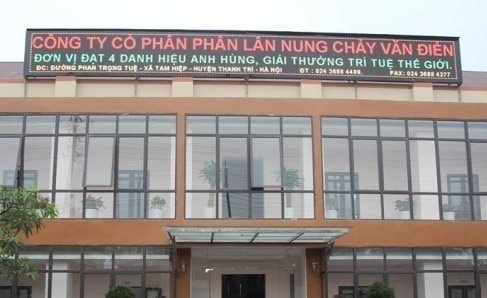 CÔNG TY CỔ PHẦN PHÂN LÂN NUNG CHẢY VĂN ĐIỂN
ĐƠN VỊ ĐẠT 4 DANH HIỆU ANH HÙNG, GIẢI THƯỞNG TRÍ TUỆ THẾ GIỚI.
ĐC: ĐƯỜNG PHAN TRỌNG TUỆ - XÃ TAM HIỆP - HUYỆN THANH TRÌ - HÀ NỘI ĐT : 024 3688 4489. FAX: 024 3688 4277